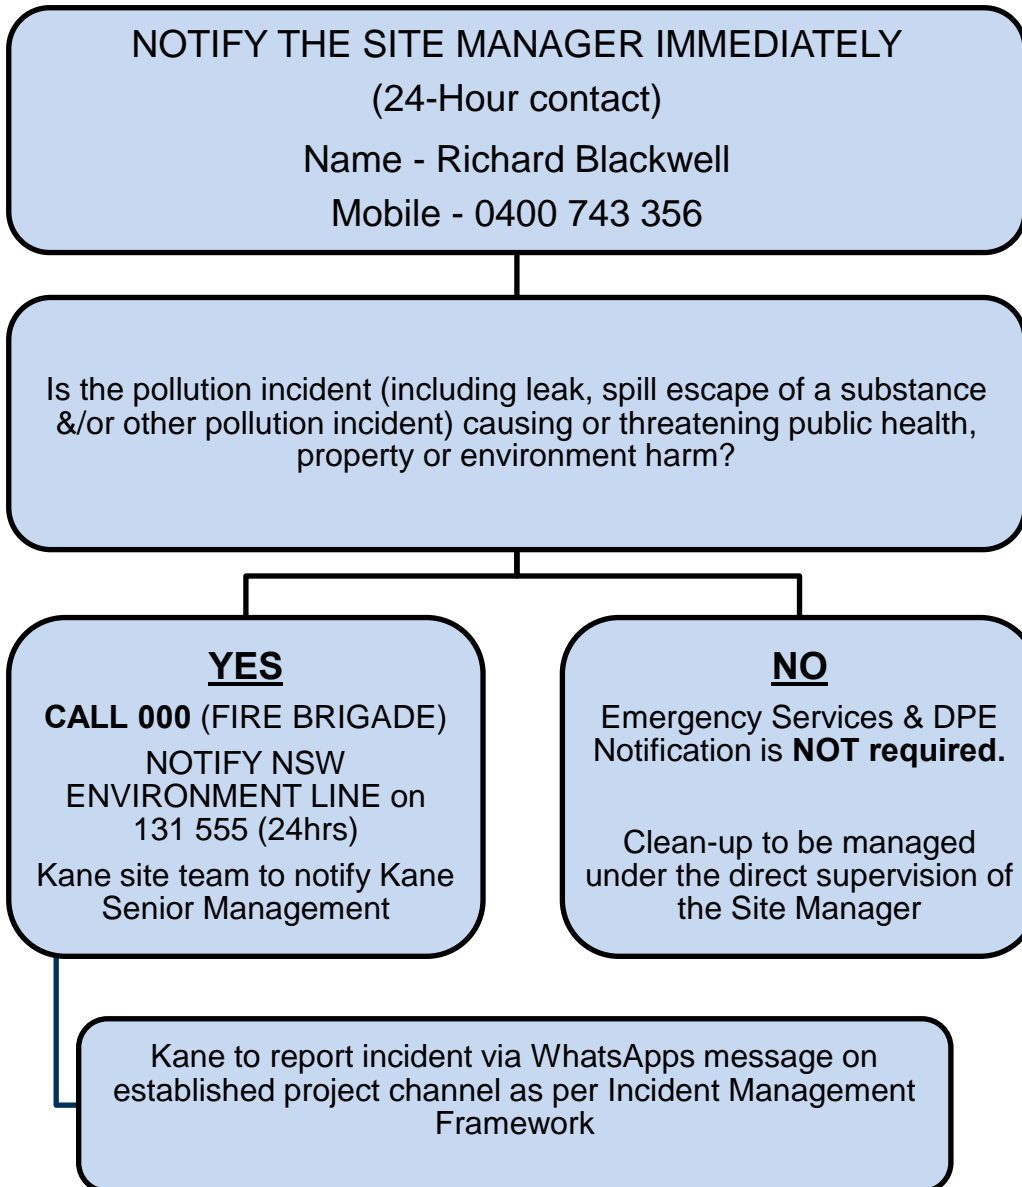 NOTIFY THE SITE MANAGER IMMEDIATELY
(24-Hour contact)
Name - Richard Blackwell
Mobile - 0400 743 356
Is the pollution incident (including leak, spill escape of a substance
&/or other pollution incident) causing or threatening public health,
property or environment harm?
YES
CALL 000 (FIRE BRIGADE)
NOTIFY NSW
ENVIRONMENT LINE on
131 555 (24hrs)
Kane site team to notify Kane
Senior Management
NO
Emergency Services & DPE
Notification is NOT required.
Clean-up to be managed
under the direct supervision of
the Site Manager
Kane to report incident via WhatsApps message on
established project channel as per Incident Management
Framework